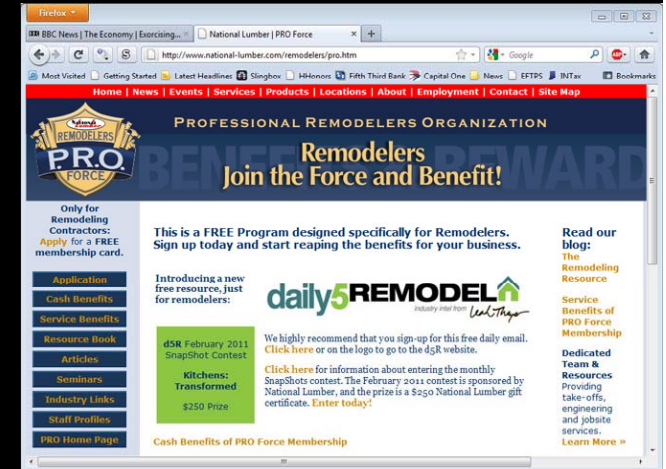 Firefox
BBC News | The Economy | Exorcising...
National Lumber | PRO Force
http://www.national-lumber.com/remodelers/pro.htm
Google
Most Visited Getting Started Latest Headlines Slingbox HHonors Fifth Third Bank Capital One News EFTPS INTax Bookmarks
Home | News | Events | Services | Products | Locations | About | Employment | Contact | Site Map
National Lumber
REMODELERS
P.R.O.
FORCE
PROFESSIONAL REMODELERS ORGANIZATION
Remodelers
Join the Force and Benefit!
Only for
Remodeling
Contractors:
Apply for a FREE
membership card.
Application
Cash Benefits
Service Benefits
Resource Book
Articles
Seminars
Industry Links
Staff Profiles
PRO Home Page
This is a FREE Program designed specifically for Remodelers.
Sign up today and start reaping the benefits for your business.
Introducing a new
free resource, just
for remodelers:
daily5REMODEL
industry intel from
d5R February 2011
SnapShot Contest
Kitchens:
Transformed
$250 Prize
We highly recommend that you sign-up for this free daily email.
Click here or on the logo to go to the d5R website.
Click here for information about entering the monthly
SnapShots contest. The February 2011 contest is sponsored by
National Lumber, and the prize is a $250 National Lumber gift
certificate. Enter today!
Cash Benefits of PRO Force Membership
Read our
blog:
The
Remodeling
Resource
Service
Benefits of
PRO Force
Membership
Dedicated
Team &
Resources
Providing
take-offs,
engineering
and jobsite
services.
Learn More »